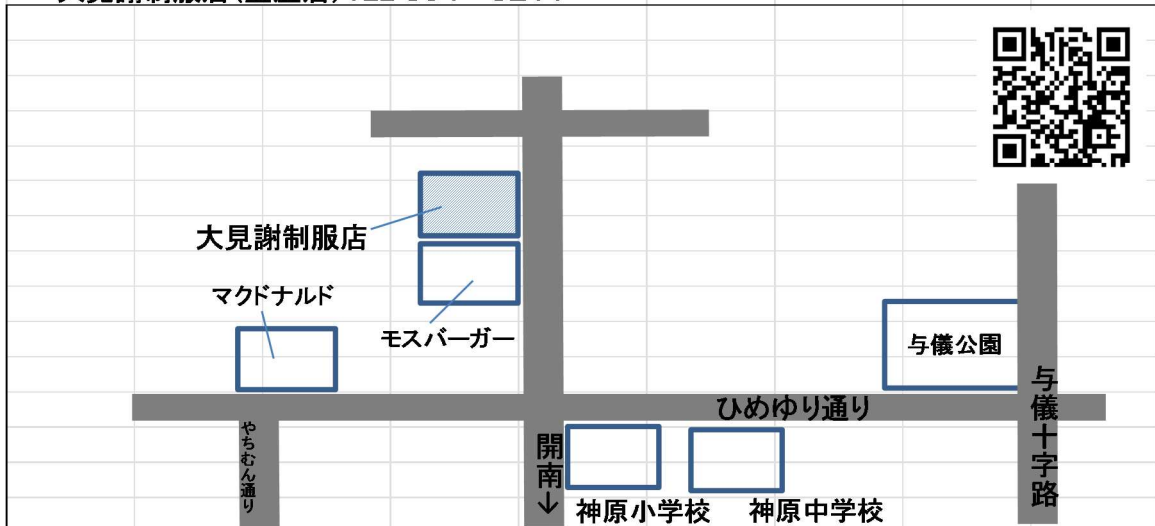 大見謝制服店
マクドナルド
モスバーガー
与儀公園
ひめゆり通り
与儀十字路
やちむん通り
開南↓
神原小学校
神原中学校